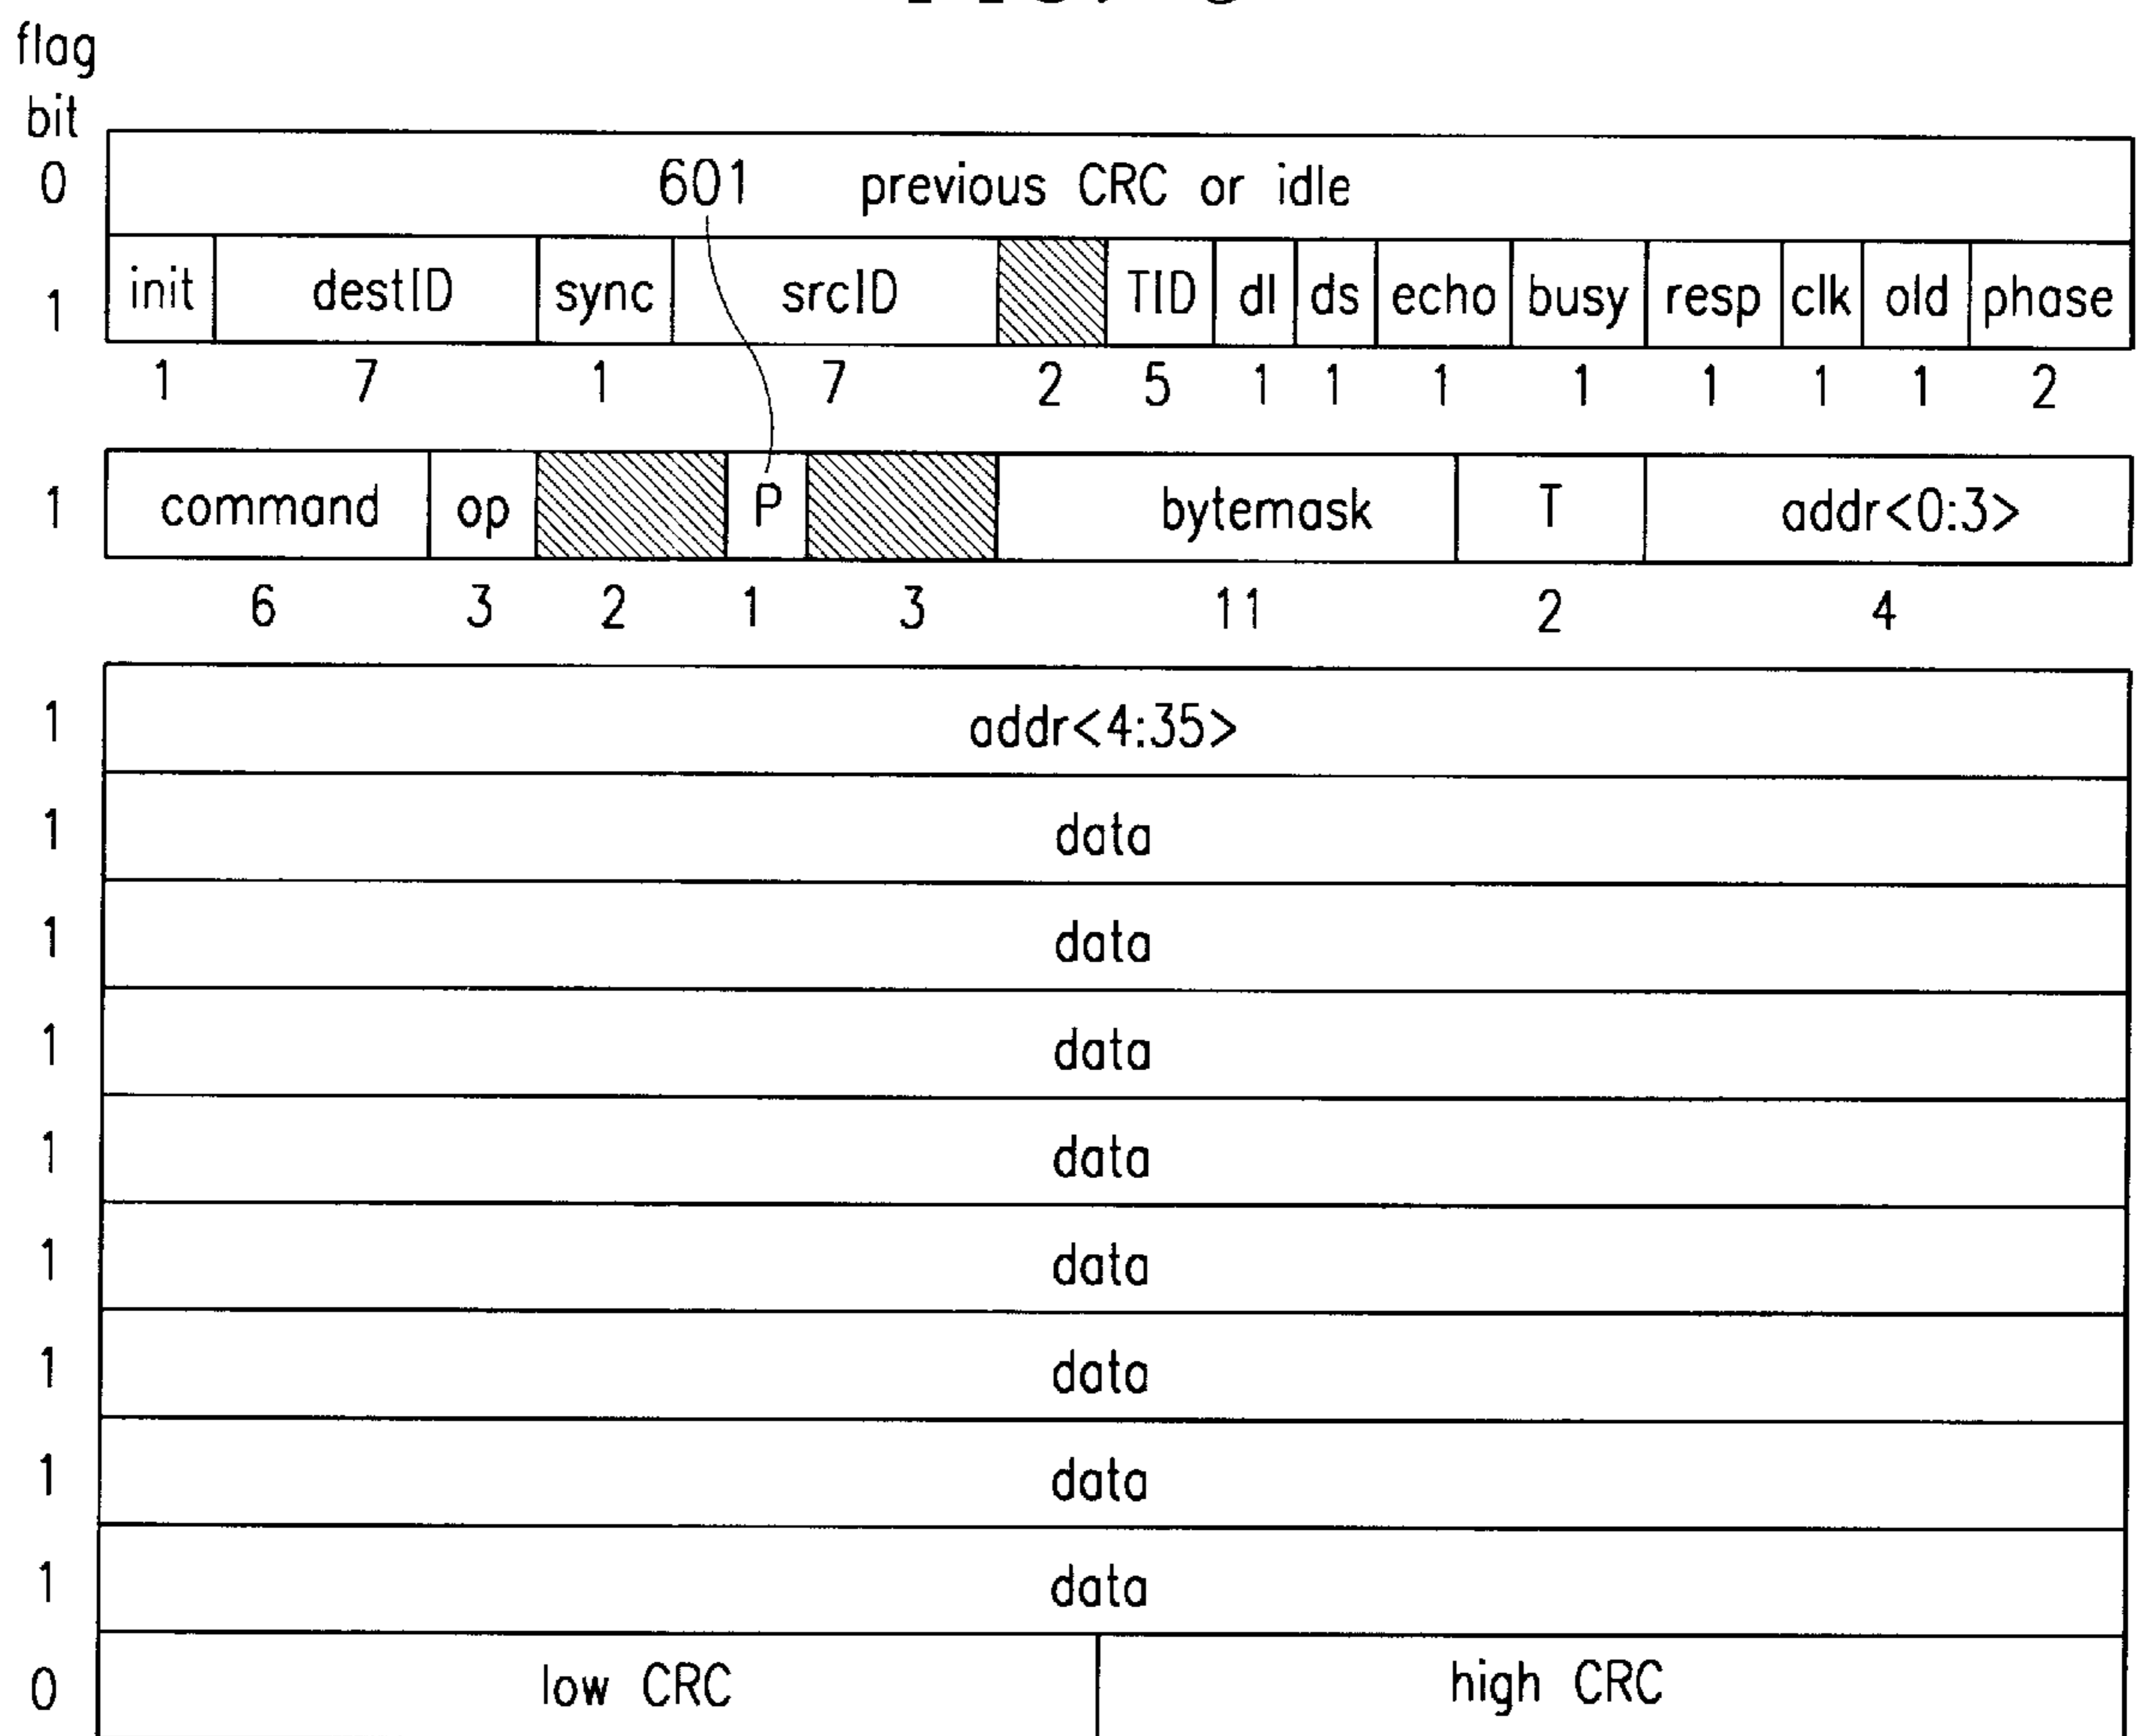 flag
bit
0 601 previous CRC or idle
1 init destID sync srcID TID dl ds echo busy resp clk old phase
1 7 1 7 2 5 1 1 1 1 1 1 1 2
1 command op P bytemask T addr<0:3>
6 3 2 1 3 11 2 4
1 addr<4:35>
1 data
1 data
1 data
1 data
1 data
1 data
1 data
1 data
0 low CRC high CRC